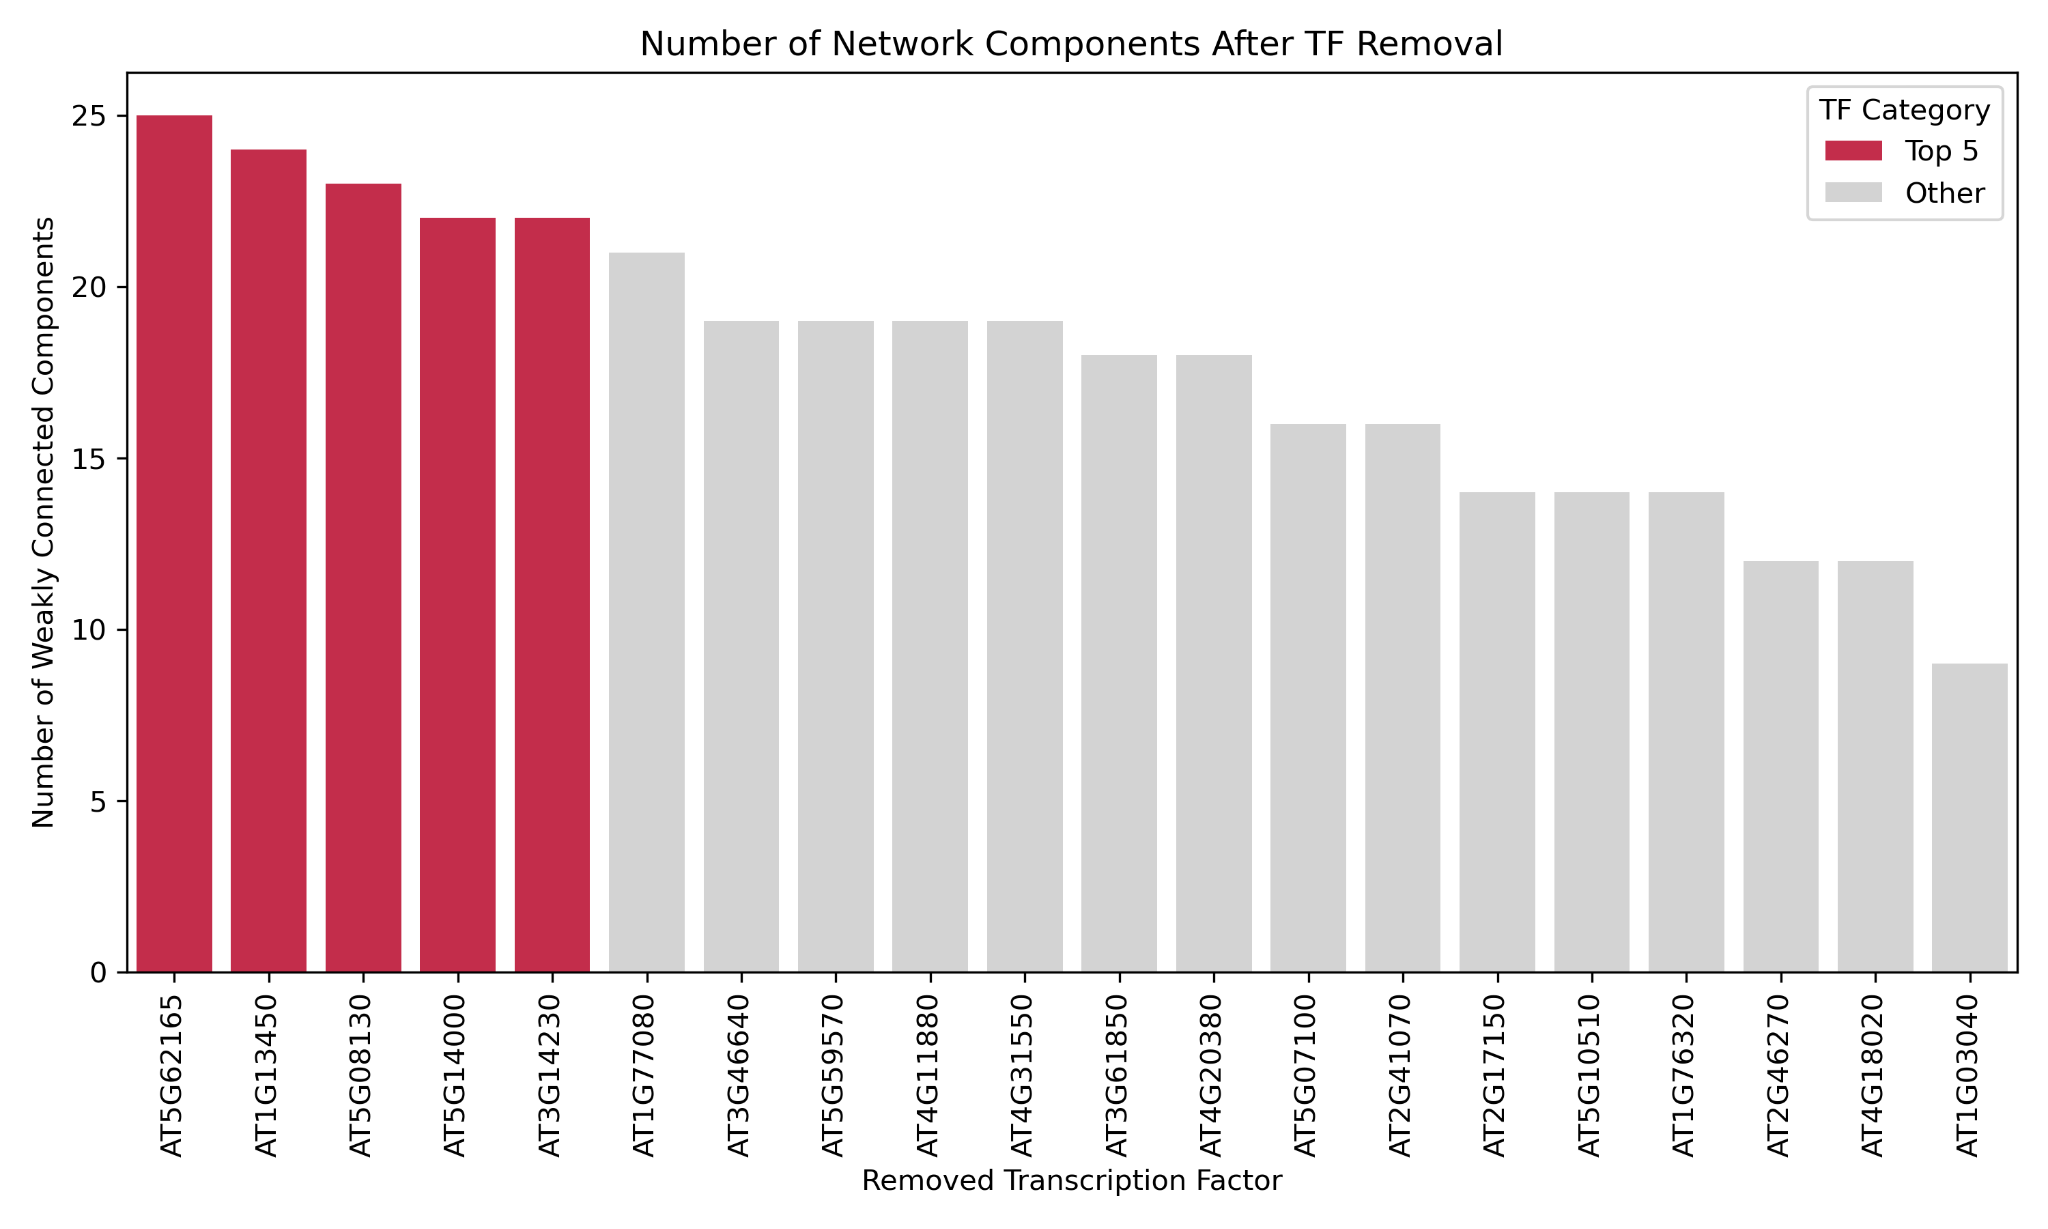 Number of Network Components After TF Removal
TF Category
Top 5
Other
Number of Weakly Connected Components
25
20
15
10
5
0
AT5G62165
AT1G13450
AT5G08130
AT5G14000
AT3G14230
AT1G77080
AT3G46640
AT5G59570
AT4G11880
AT4G31550
AT3G61850
AT4G20380
AT5G07100
AT2G41070
AT2G17150
AT5G10510
AT1G76320
AT2G46270
AT4G18020
AT1G03040
Removed Transcription Factor